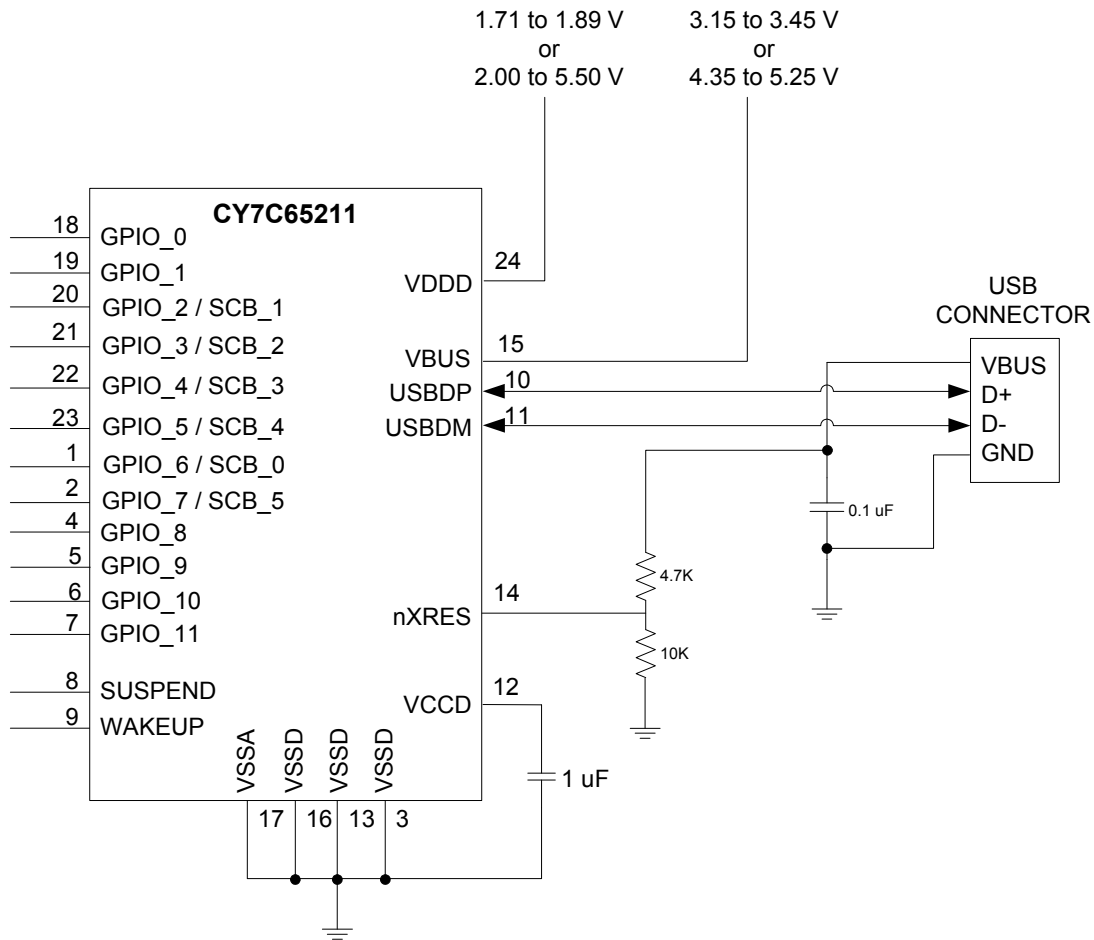 1.71 to 1.89 V
or
2.00 to 5.50 V
3.15 to 3.45 V
or
4.35 to 5.25 V
CY7C65211
18 GPIO_0
19 GPIO_1
20 GPIO_2 / SCB_1
21 GPIO_3 / SCB_2
22 GPIO_4 / SCB_3
23 GPIO_5 / SCB_4
1 GPIO_6 / SCB_0
2 GPIO_7 / SCB_5
4 GPIO_8
5 GPIO_9
6 GPIO_10
7 GPIO_11
8 SUSPEND
9 WAKEUP
VDDD 24
VBUS 15
USBDP 10
USBDM 11
nXRES 14
VCCD 12
VSSA
VSSD
VSSD
VSSD
17 16 13 3
USB
CONNECTOR
VBUS
D+
D-
GND
0.1 uF
4.7K
10K
1 uF